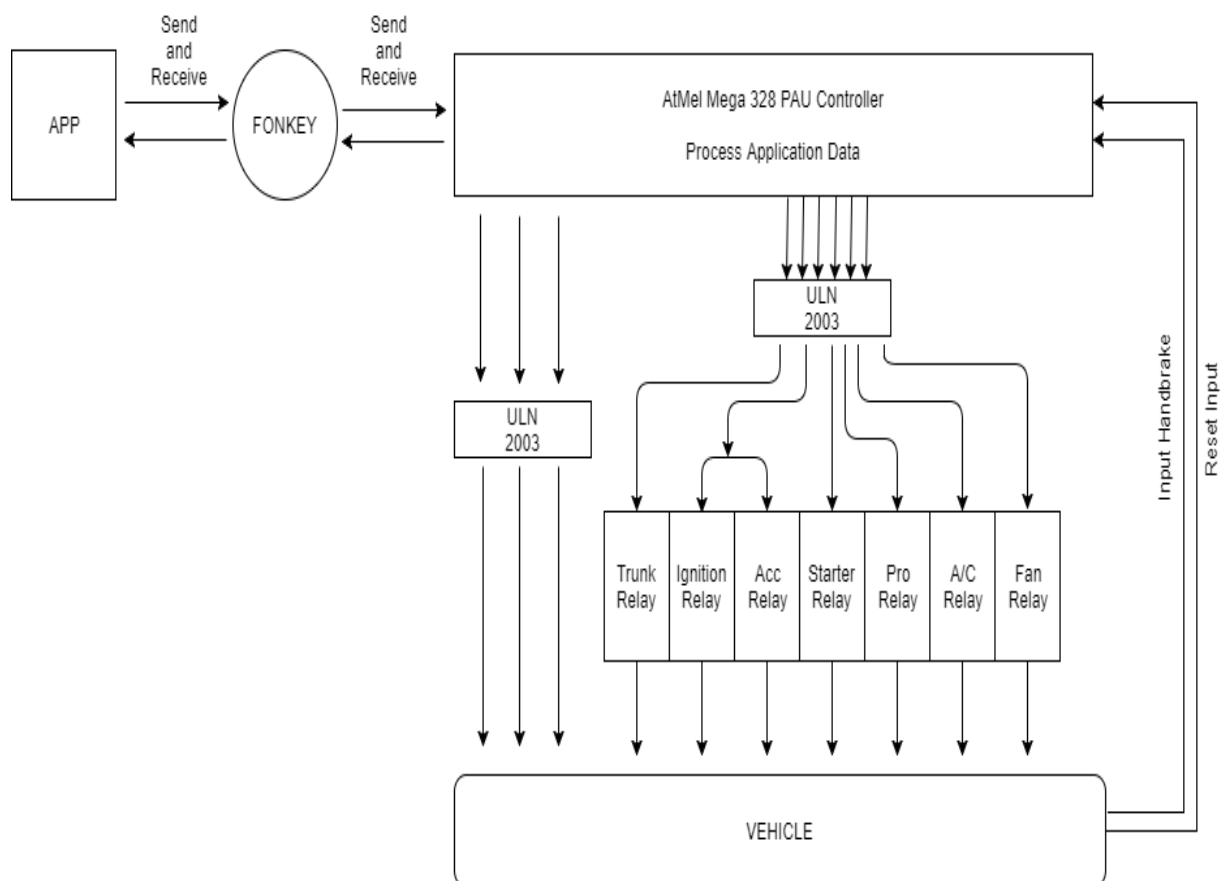 Send
and
Receive
Send
and
Receive
APP
FONKEY
AtMel Mega 328 PAU Controller
Process Application Data
ULN
2003
ULN
2003
Input Handbrake
Reset Input
Trunk
Relay
Ignition
Relay
Acc
Relay
Starter
Relay
Pro
Relay
A/C
Relay
Fan
Relay
VEHICLE